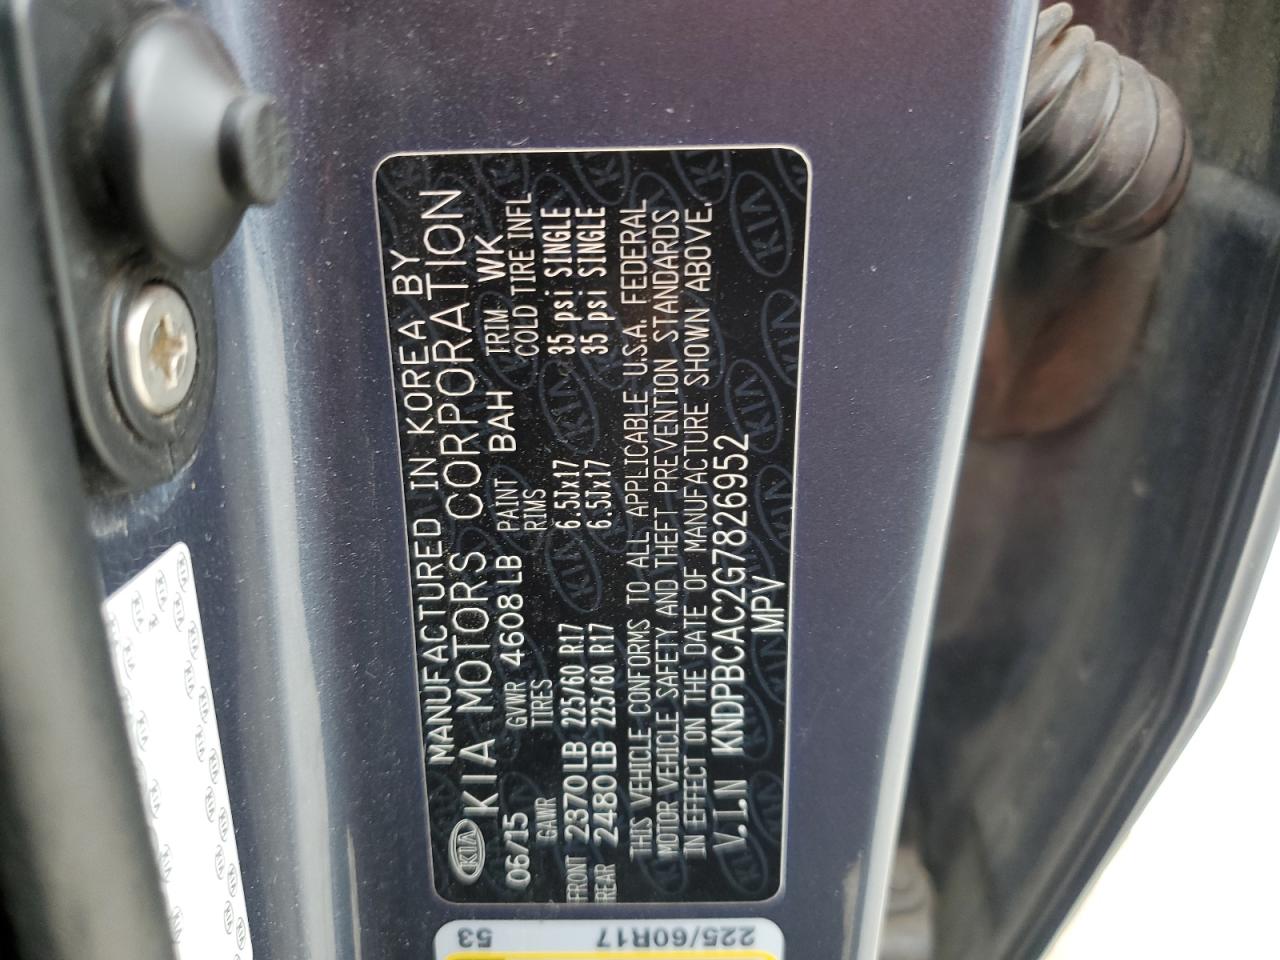 MANUFACTURED IN KOREA BY
KIA KIA MOTORS CORPORATION
06/15 GVWR 4608LB PAINT BAH TRIM WK
GAWR TIRES RIMS COLD TIRE INFL
FRONT 2370LB 225/60 R17 6.5Jx17 35 psi SINGLE
REAR 2480LB 225/60 R17 6.5Jx17 35 psi SINGLE
THIS VEHICLE CONFORMS TO ALL APPLICABLE U.S.A. FEDERAL
MOTOR VEHICLE SAFETY AND THEFT PREVENTION STANDARDS
IN EFFECT ON THE DATE OF MANUFACTURE SHOWN ABOVE.
V.I.N KNDPBCAC2G7826952
MPV
225/60R17 53